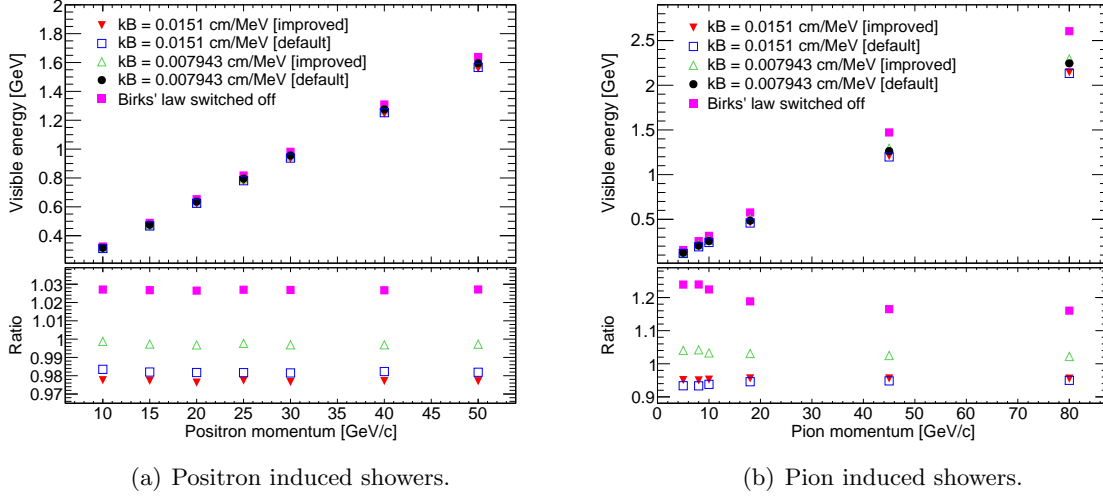 kB = 0.0151 cm/MeV [improved]
kB = 0.0151 cm/MeV [default]
kB = 0.007943 cm/MeV [improved]
kB = 0.007943 cm/MeV [default]
Birks' law switched off
Visible energy [GeV]
1.8
1.6
1.4
1.2
1
0.8
0.6
0.4
Ratio
1.03
1.02
1.01
1
0.99
0.98
0.97
10 15 20 25 30 35 40 45 50
Positron momentum [GeV/c]
(a) Positron induced showers.
kB = 0.0151 cm/MeV [improved]
kB = 0.0151 cm/MeV [default]
kB = 0.007943 cm/MeV [improved]
kB = 0.007943 cm/MeV [default]
Birks' law switched off
Visible energy [GeV]
2.5
2
1.5
1
0.5
Ratio
1.2
1.1
1
0.9
0 10 20 30 40 50 60 70 80
Pion momentum [GeV/c]
(b) Pion induced showers.